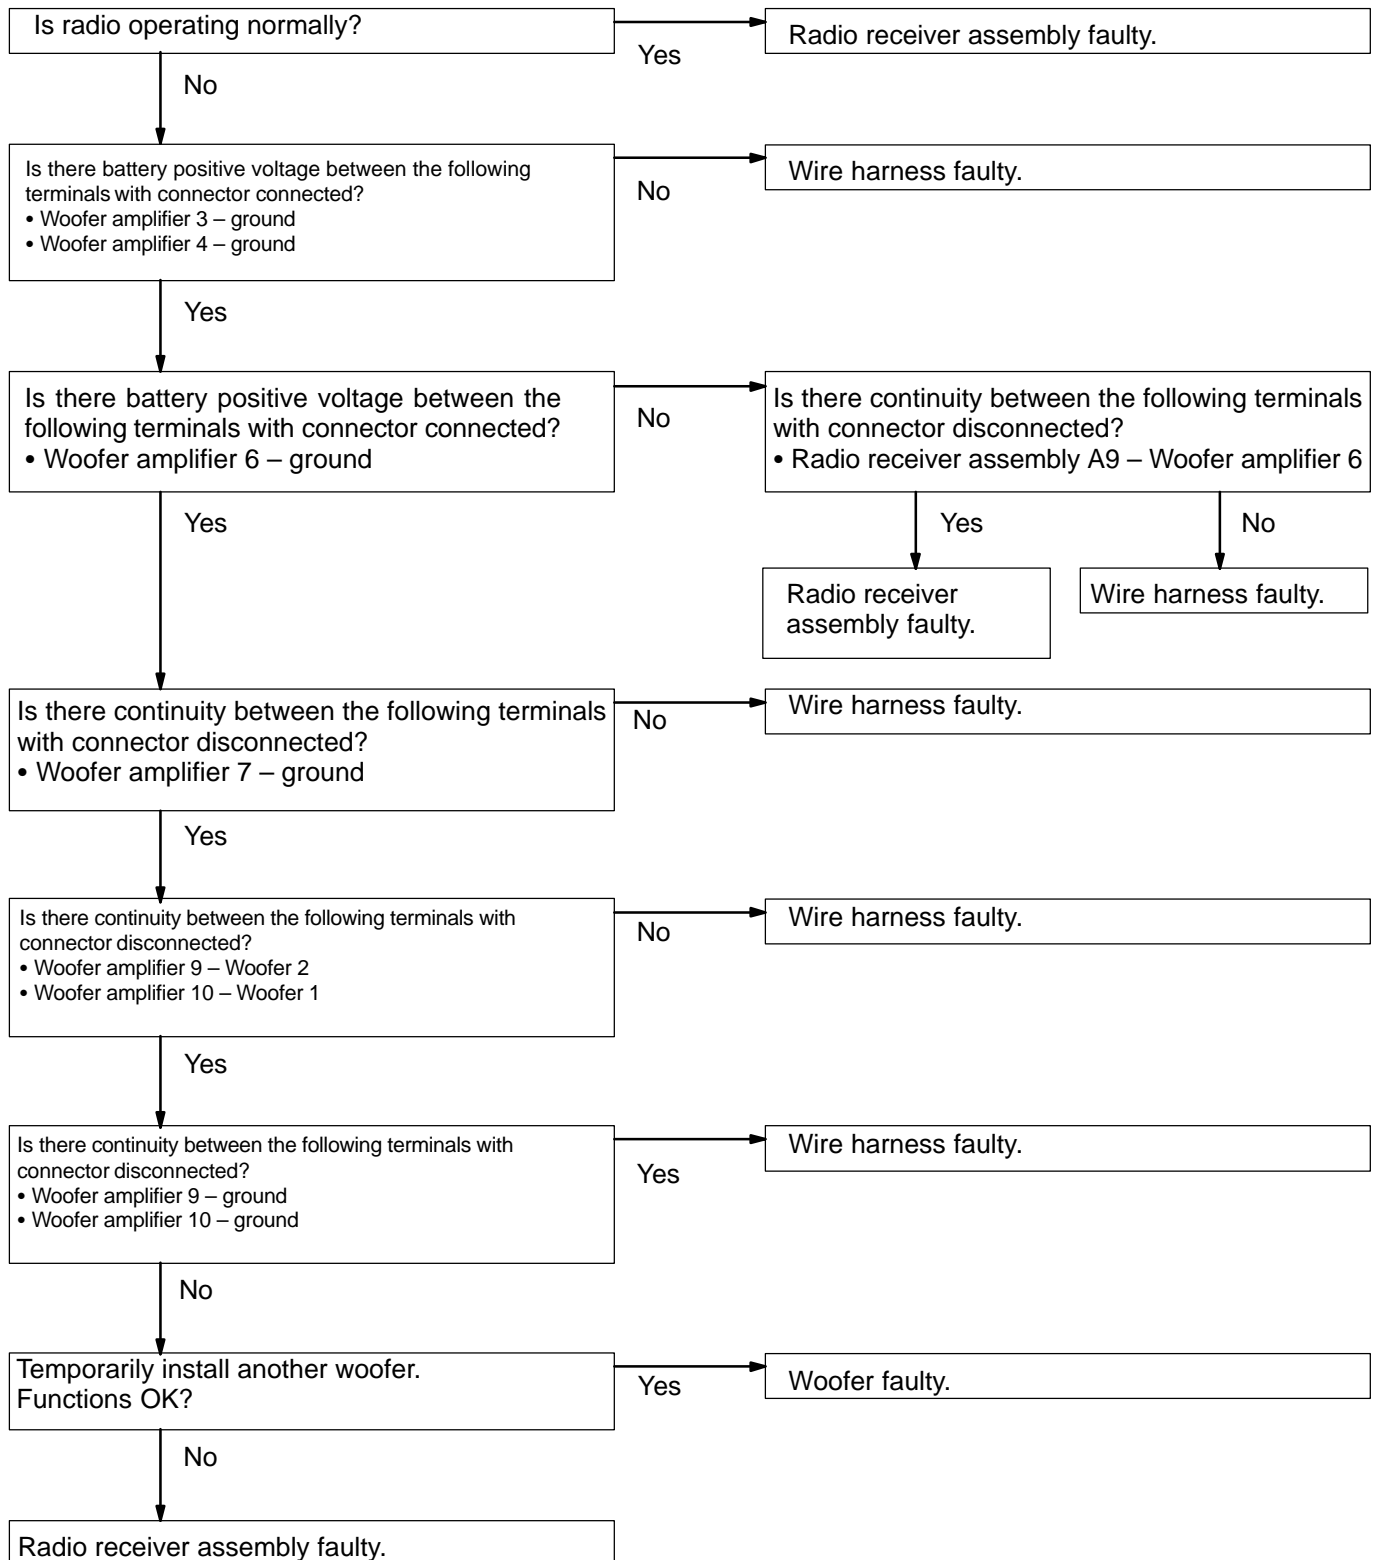 Is radio operating normally?
Yes
Radio receiver assembly faulty.
No
Is there battery positive voltage between the following
terminals with connector connected?
• Woofer amplifier 3 – ground
• Woofer amplifier 4 – ground
No
Wire harness faulty.
Yes
Is there battery positive voltage between the
following terminals with connector connected?
• Woofer amplifier 6 – ground
No
Is there continuity between the following terminals
with connector disconnected?
• Radio receiver assembly A9 – Woofer amplifier 6
Yes
Yes
No
Radio receiver
assembly faulty.
Wire harness faulty.
Is there continuity between the following terminals
with connector disconnected?
• Woofer amplifier 7 – ground
No
Wire harness faulty.
Yes
Is there continuity between the following terminals with
connector disconnected?
• Woofer amplifier 9 – Woofer 2
• Woofer amplifier 10 – Woofer 1
No
Wire harness faulty.
Yes
Is there continuity between the following terminals with
connector disconnected?
• Woofer amplifier 9 – ground
• Woofer amplifier 10 – ground
Yes
Wire harness faulty.
No
Temporarily install another woofer.
Functions OK?
Yes
Woofer faulty.
No
Radio receiver assembly faulty.